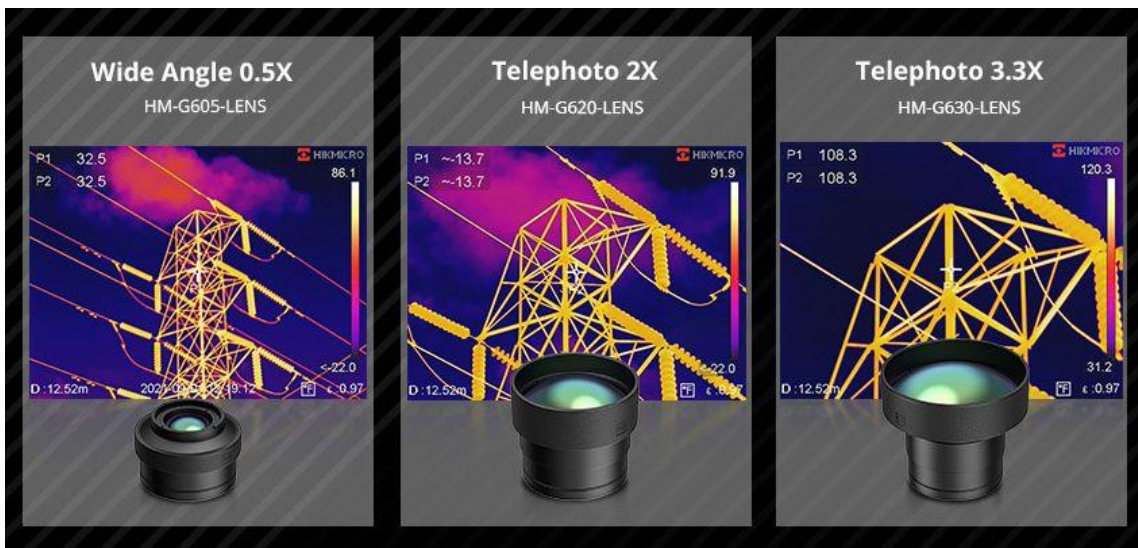 Wide Angle 0.5X
HM-G605-LENS
P1 32.5
P2 32.5
HIKMICRO
86.1
<-22.0
D :12.52m
°F ε :0.97
Telephoto 2X
HM-G620-LENS
P1 ~-13.7
P2 ~-13.7
HIKMICRO
91.9
<-22.0
D :12.52m
°F ε :0.97
Telephoto 3.3X
HM-G630-LENS
P1 108.3
P2 108.3
HIKMICRO
120.3
31.2
D :12.52m
°F ε :0.97